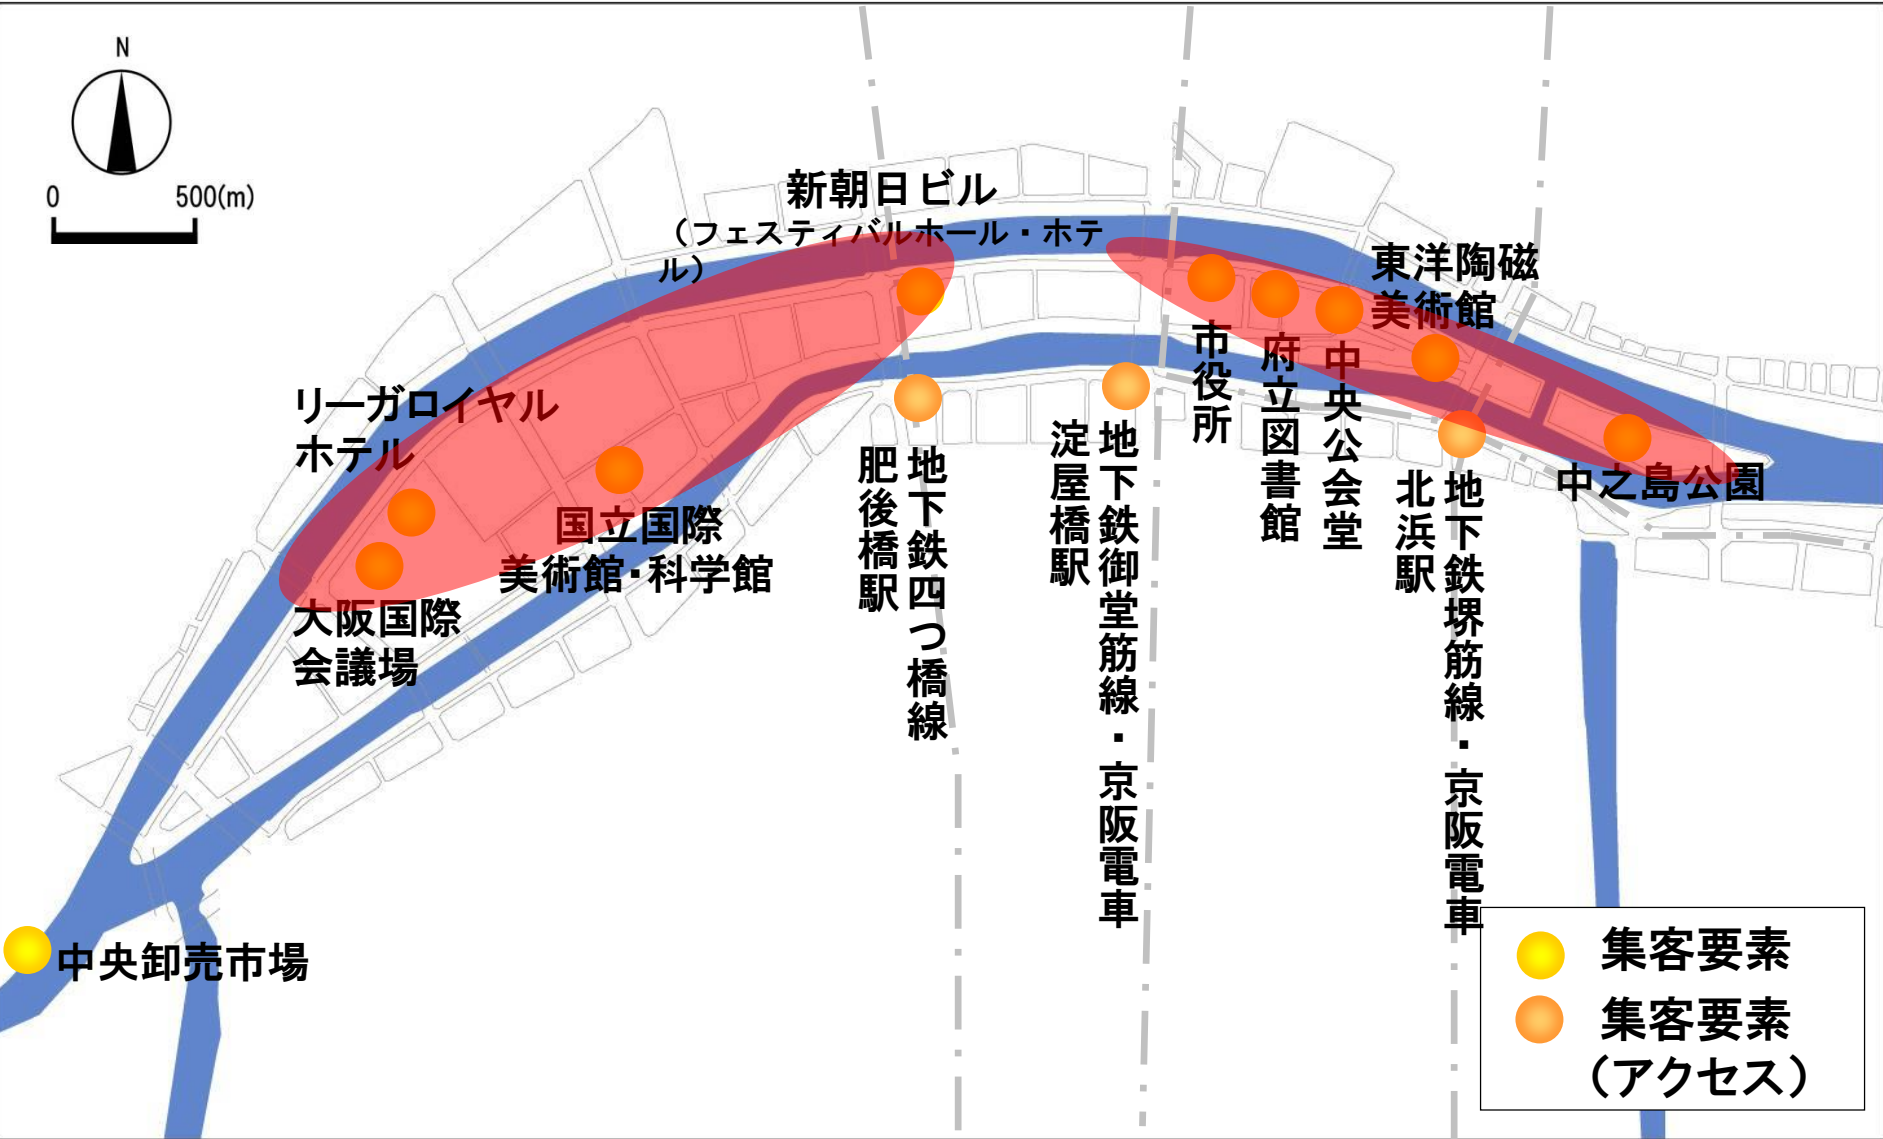 N
0 500(m)
新朝日ビル
（フェスティバルホール・ホテ
ル）
東洋陶磁
美術館
リーガロイヤル
ホテル
市役所
府立図書館
中央公会堂
中之島公園
国立国際
美術館・科学館
大阪国際
会議場
地下鉄四つ橋線
肥後橋駅
地下鉄御堂筋線・京阪電車
淀屋橋駅
地下鉄堺筋線・京阪電車
北浜駅
中央卸売市場
集客要素
集客要素
（アクセス）